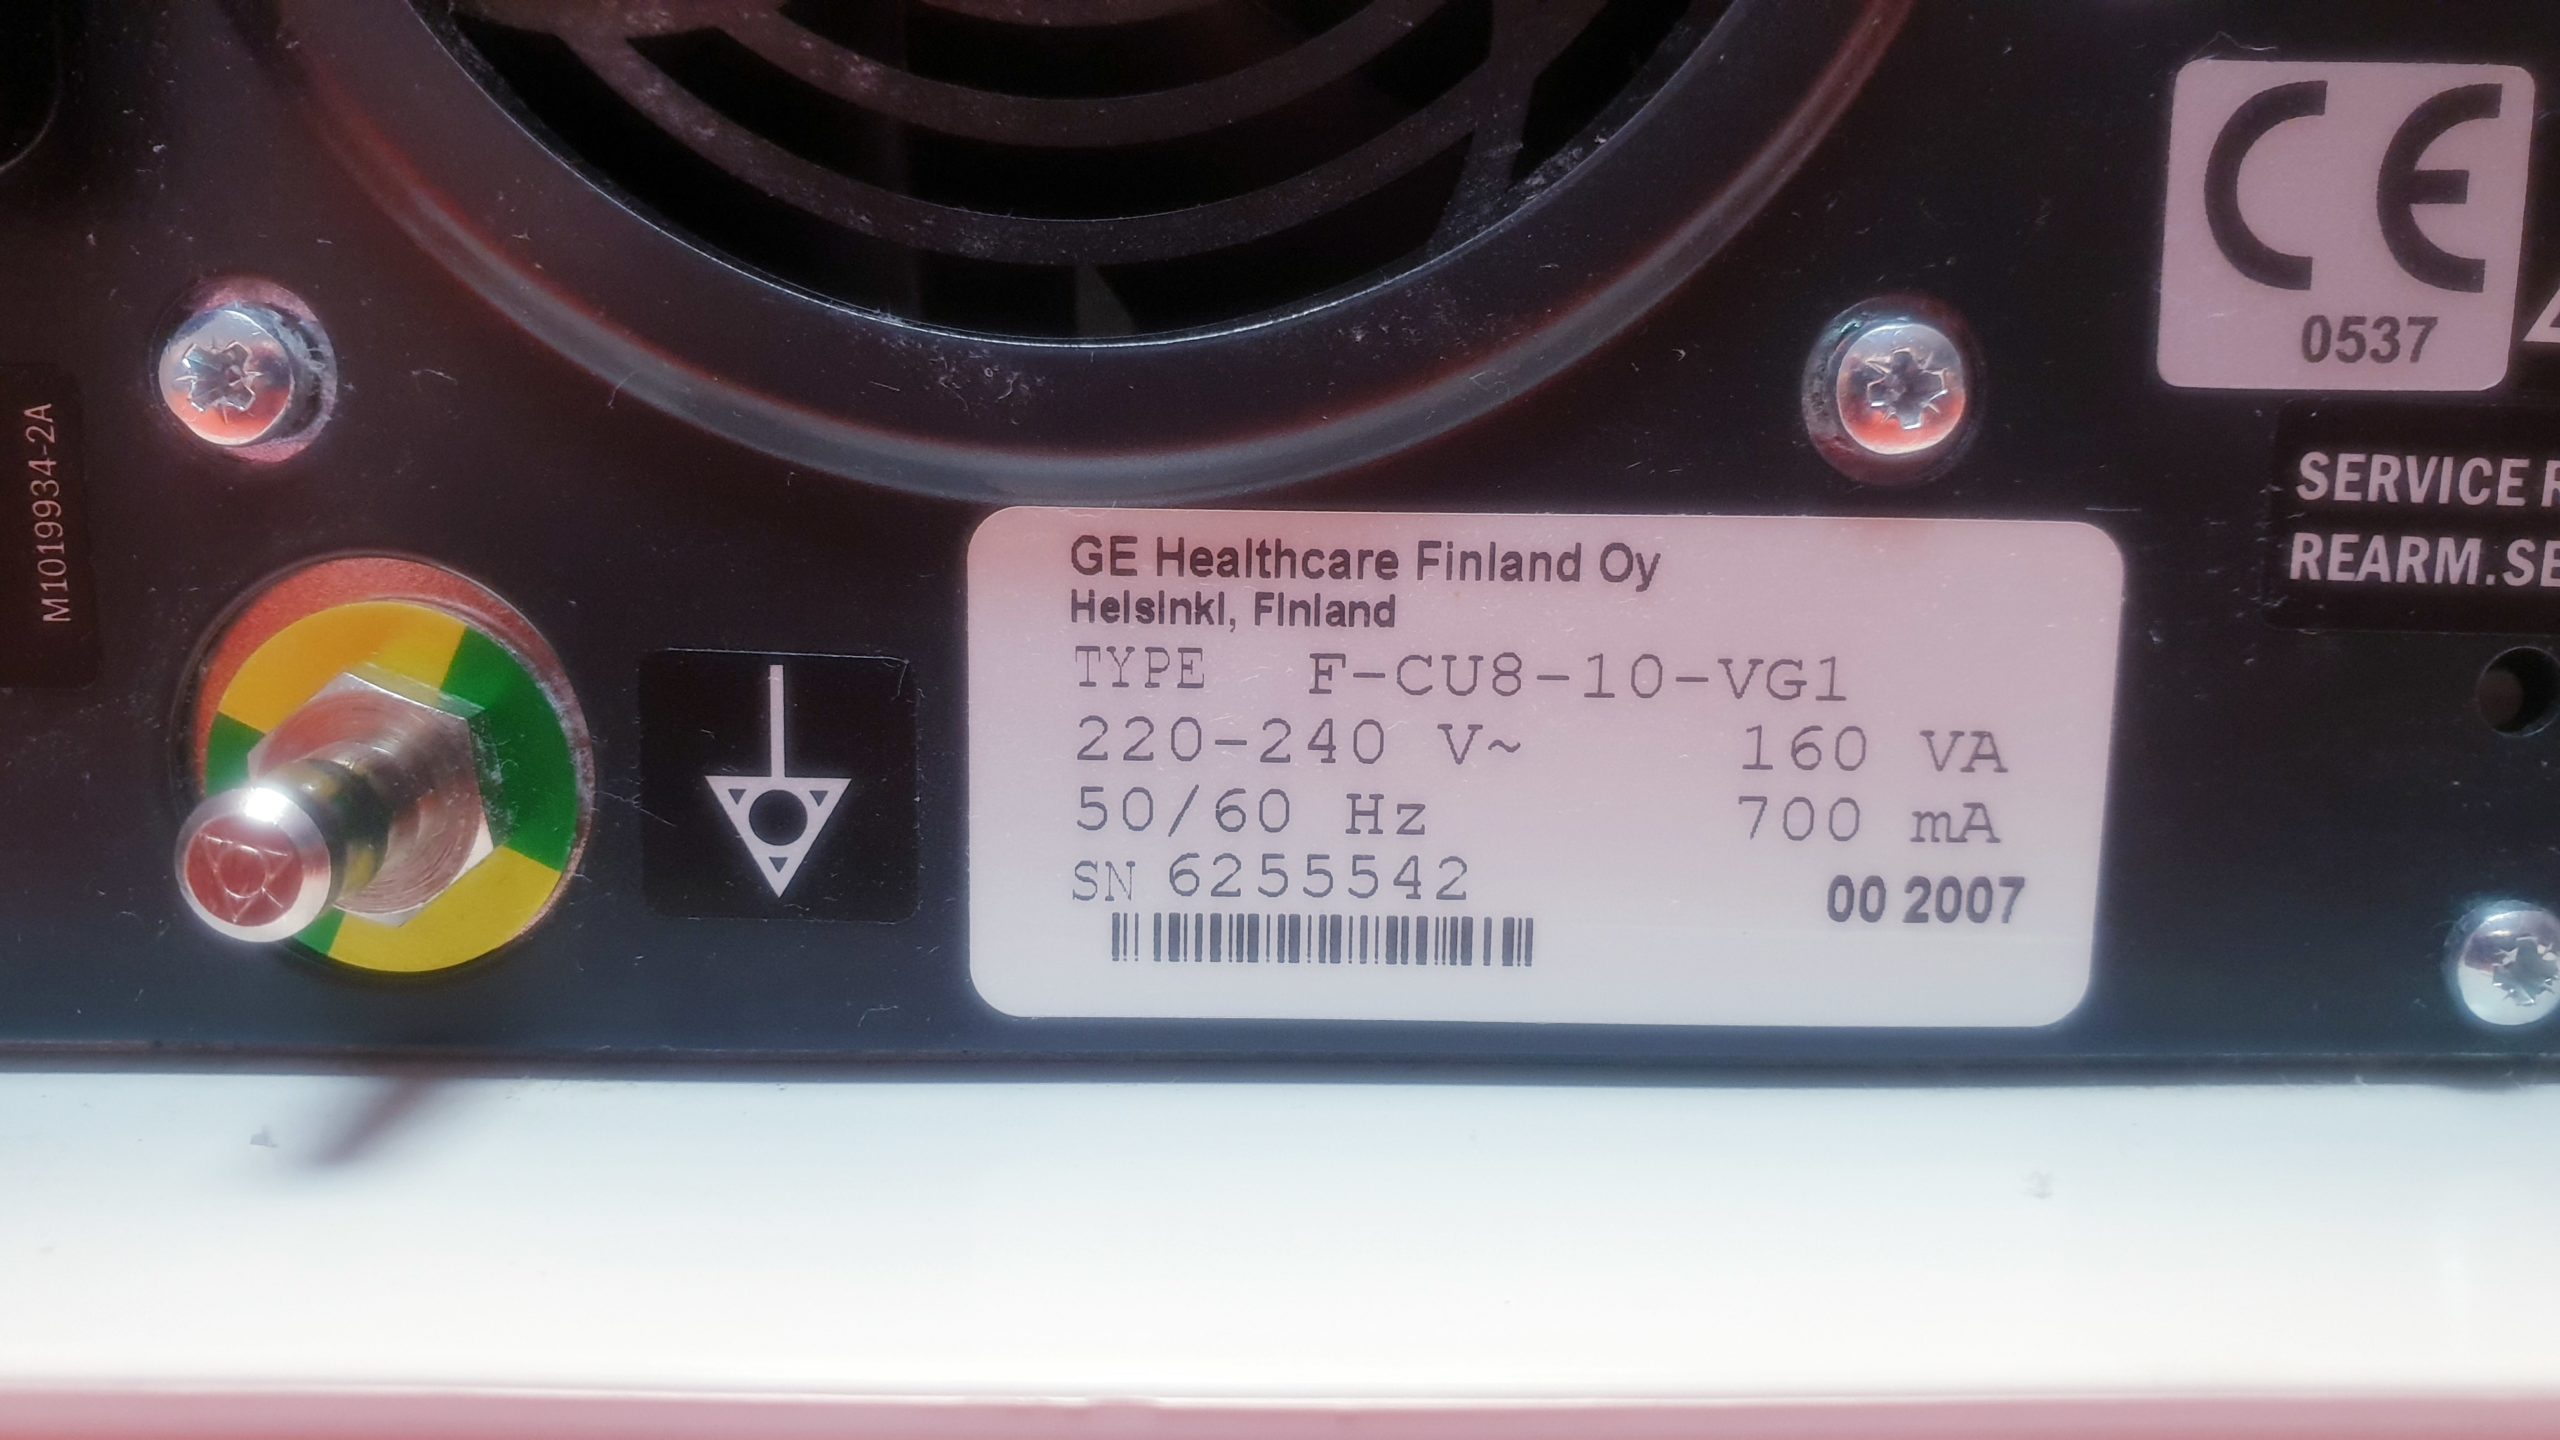 CE
0537
M1019934-2A
SERVICE
REARM.
GE Healthcare Finland Oy
Helsinki, Finland
TYPE F-CU8-10-VG1
220-240 V~ 160 VA
50/60 Hz 700 mA
SN 6255542
00 2007